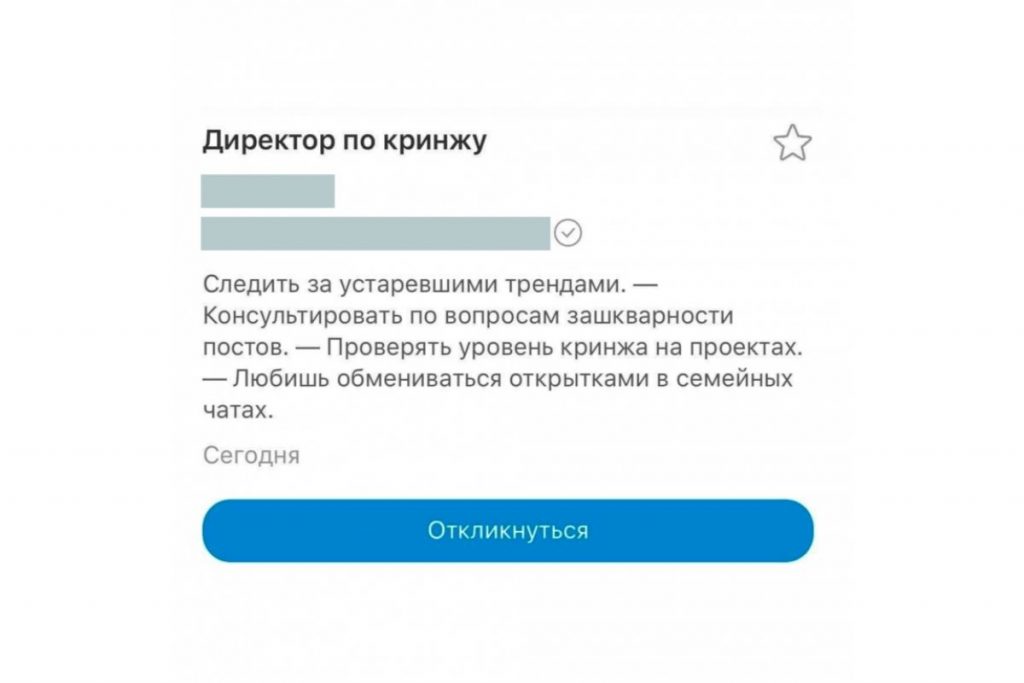 Директор по кринжу
Следить за устаревшими трендами. —
Консультировать по вопросам зашкварности
постов. — Проверять уровень кринжа на проектах.
— Любишь обмениваться открытками в семейных
чатах.
Сегодня
Откликнуться